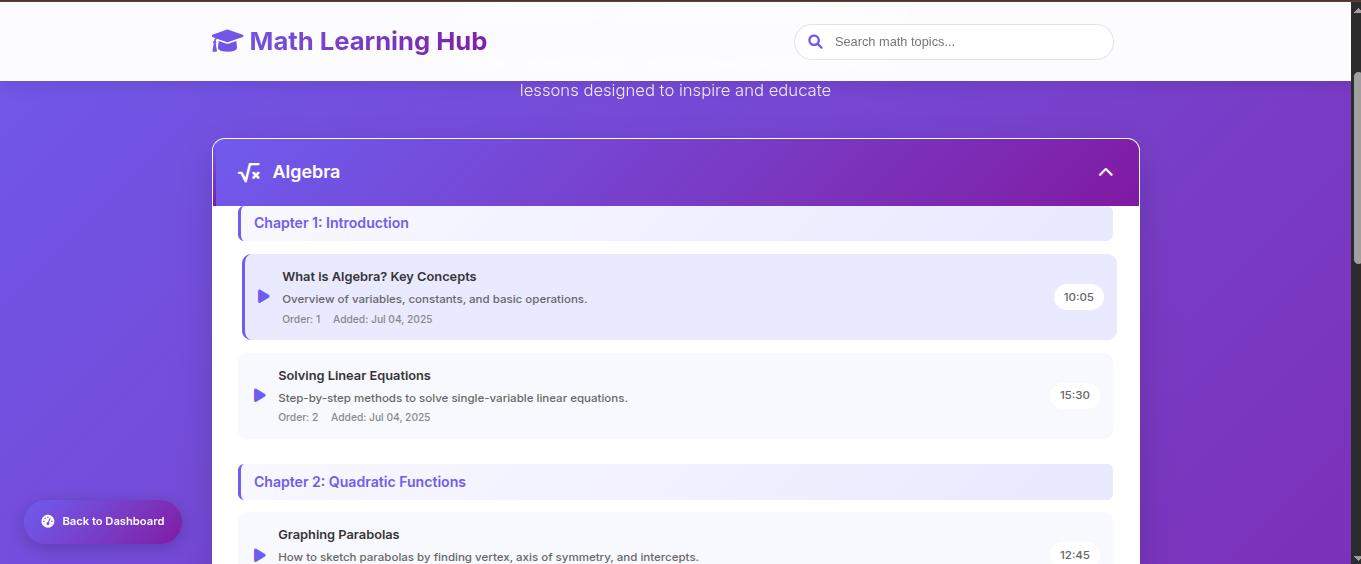 Math Learning Hub
Search math topics...
lessons designed to inspire and educate
Algebra
Chapter 1: Introduction
What is Algebra? Key Concepts
Overview of variables, constants, and basic operations.
10:05
Order: 1 Added: Jul 04, 2025
Solving Linear Equations
Step-by-step methods to solve single-variable linear equations.
15:30
Order: 2 Added: Jul 04, 2025
Chapter 2: Quadratic Functions
Back to Dashboard
Graphing Parabolas
How to sketch parabolas by finding vertex, axis of symmetry, and intercepts.
12:45